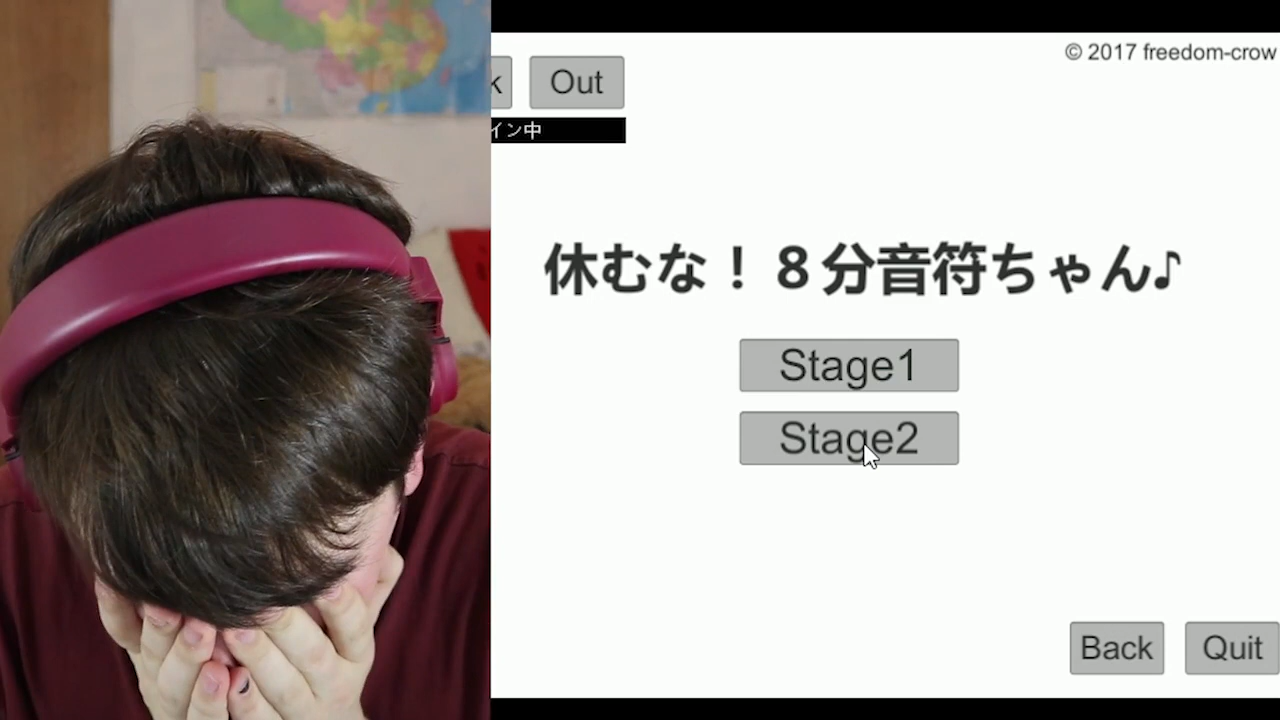 © 2017 freedom-crow
k Out
イン中
休むな！８分音符ちゃん♪
Stage1
Stage2
Back Quit